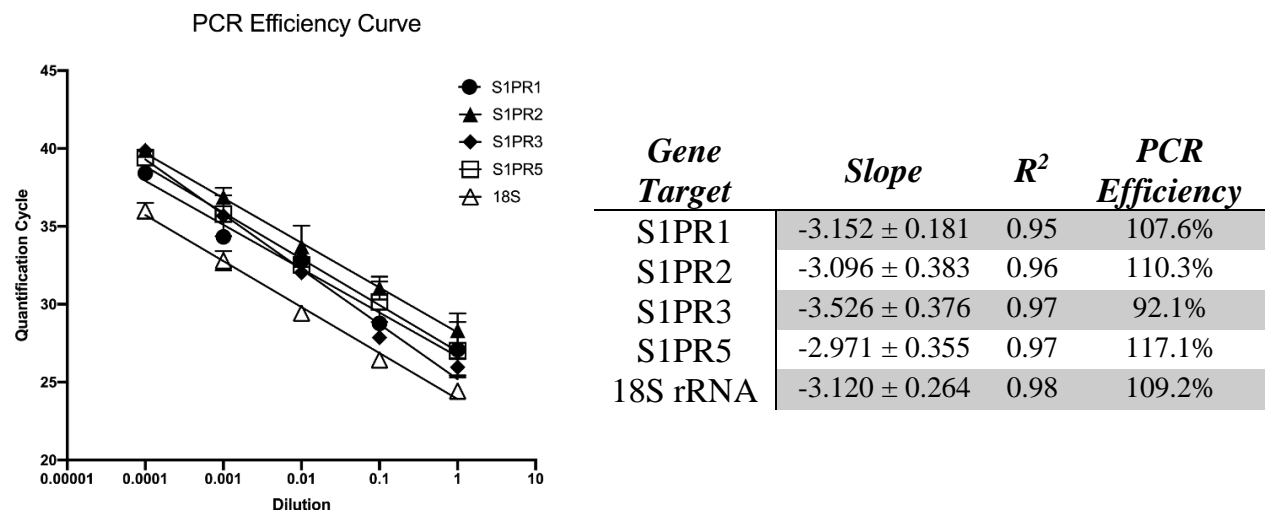 PCR Efficiency Curve
45
40
35
30
25
20
Quantification Cycle
0.00001 0.0001 0.001 0.01 0.1 1 10
Dilution
S1PR1
S1PR2
S1PR3
S1PR5
18S
Gene Target Slope R² PCR Efficiency
S1PR1 -3.152 ± 0.181 0.95 107.6%
S1PR2 -3.096 ± 0.383 0.96 110.3%
S1PR3 -3.526 ± 0.376 0.97 92.1%
S1PR5 -2.971 ± 0.355 0.97 117.1%
18S rRNA -3.120 ± 0.264 0.98 109.2%